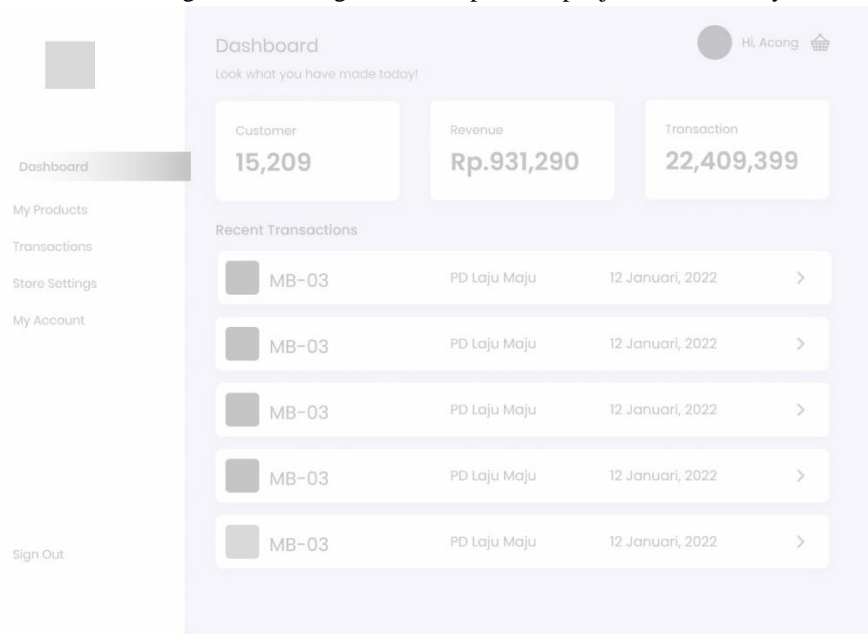 Dashboard
Hi, Acong
Look what you have made today!
Customer
Revenue
Transaction
15,209
Rp.931,290
22,409,399
Dashboard
My Products
Transactions
Store Settings
My Account
Sign Out
Recent Transactions
MB-03 PD Laju Maju 12 Januari, 2022
MB-03 PD Laju Maju 12 Januari, 2022
MB-03 PD Laju Maju 12 Januari, 2022
MB-03 PD Laju Maju 12 Januari, 2022
MB-03 PD Laju Maju 12 Januari, 2022